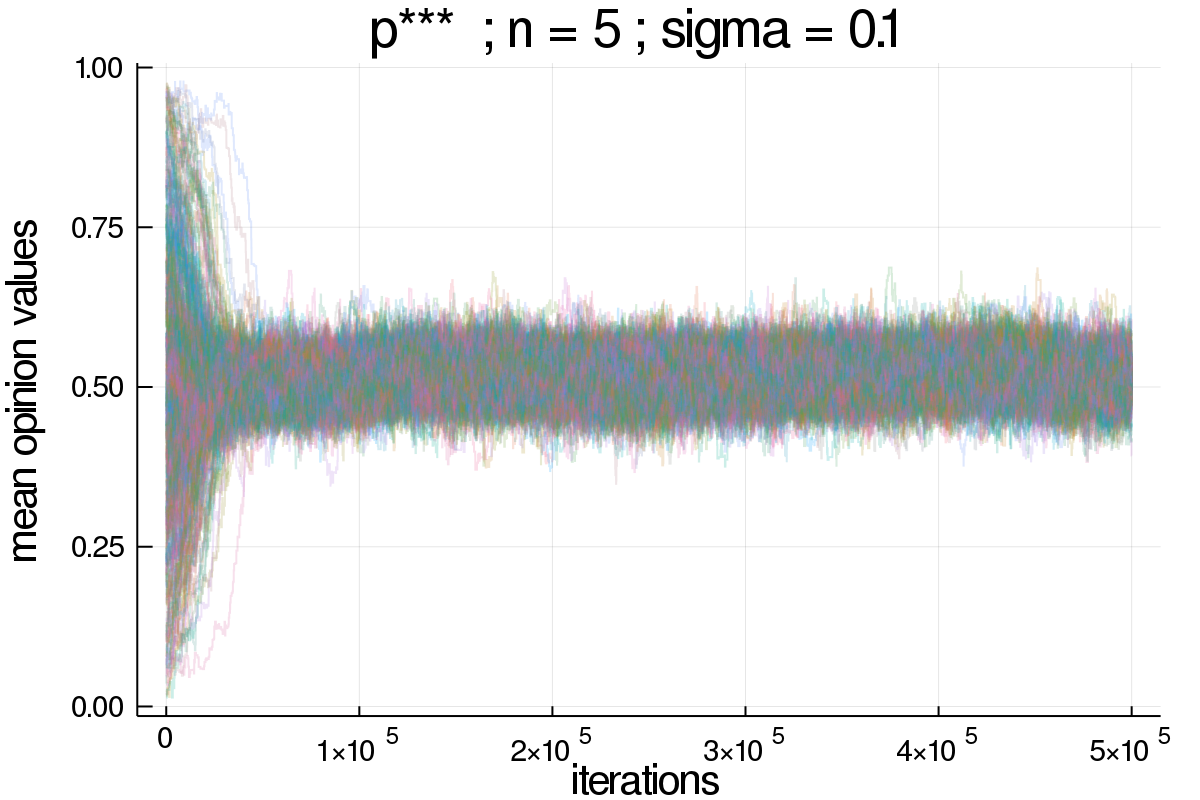 p*** ; n = 5 ; sigma = 0.1
1.00
0.75
0.50
0.25
0.00
mean opinion values
0 1×10 5 2×10 5 3×10 5 4×10 5 5×10 5
iterations